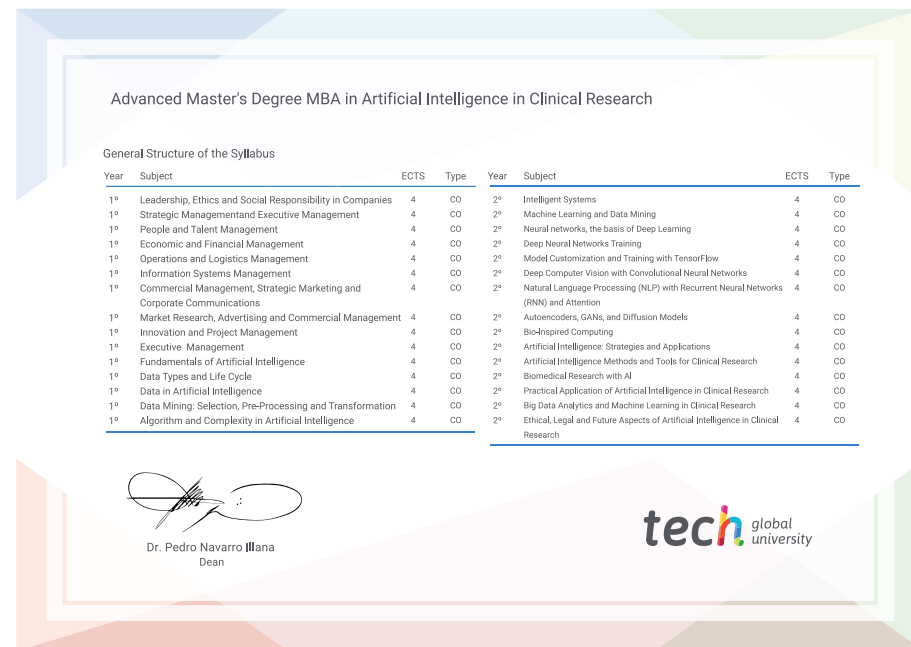 Advanced Master's Degree MBA in Artificial Intelligence in Clinical Research
General Structure of the Syllabus
Year Subject ECTS Type
1º Leadership, Ethics and Social Responsibility in Companies 4 CO
1º Strategic Managementand Executive Management 4 CO
1º People and Talent Management 4 CO
1º Economic and Financial Management 4 CO
1º Operations and Logistics Management 4 CO
1º Information Systems Management 4 CO
1º Commercial Management, Strategic Marketing and 4 CO
Corporate Communications
1º Market Research, Advertising and Commercial Management 4 CO
1º Innovation and Project Management 4 CO
1º Executive Management 4 CO
1º Fundamentals of Artificial Intelligence 4 CO
1º Data Types and Life Cycle 4 CO
1º Data in Artificial Intelligence 4 CO
1º Data Mining: Selection, Pre-Processing and Transformation 4 CO
1º Algorithm and Complexity in Artificial Intelligence 4 CO
Year Subject ECTS Type
2º Intelligent Systems 4 CO
2º Machine Learning and Data Mining 4 CO
2º Neural networks, the basis of Deep Learning 4 CO
2º Deep Neural Networks Training 4 CO
2º Model Customization and Training with TensorFlow 4 CO
2º Deep Computer Vision with Convolutional Neural Networks 4 CO
2º Natural Language Processing (NLP) with Recurrent Neural Networks 4 CO
(RNN) and Attention
2º Autoencoders, GANs, and Diffusion Models 4 CO
2º Bio-Inspired Computing 4 CO
2º Artificial Intelligence: Strategies and Applications 4 CO
2º Artificial Intelligence Methods and Tools for Clinical Research 4 CO
2º Biomedical Research with AI 4 CO
2º Practical Application of Artificial Intelligence in Clinical Research 4 CO
2º Big Data Analytics and Machine Learning in Clinical Research 4 CO
2º Ethical, Legal and Future Aspects of Artificial Intelligence in Clinical 4 CO
Research
Dr. Pedro Navarro Illana
Dean
tech global
university